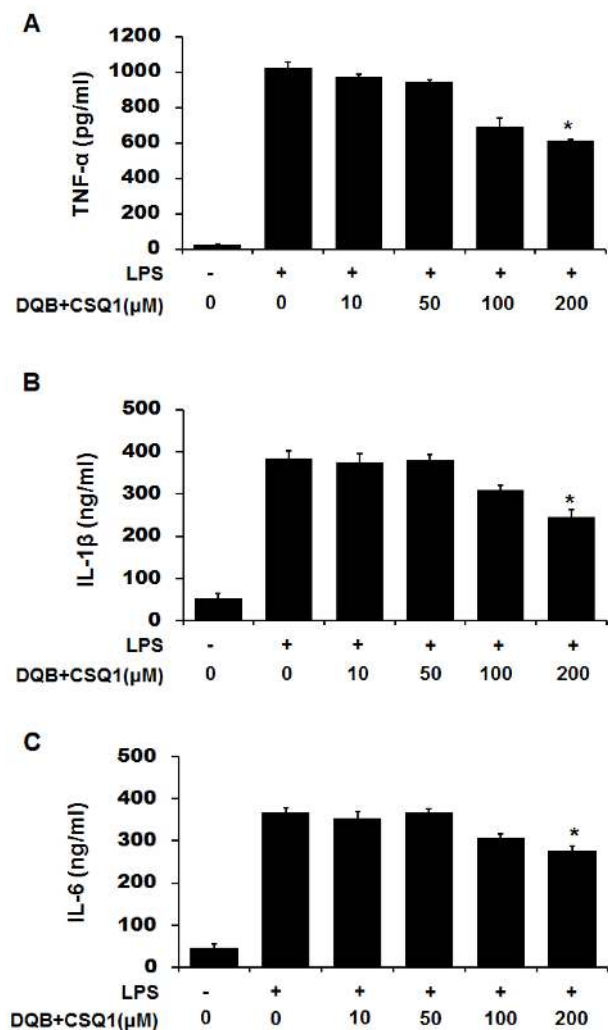 A
TNF-α (pg/ml)
1200
1000
800
600
400
200
0
*
LPS - + + + + +
DQB+CSQ1(µM) 0 0 10 50 100 200
B
IL-1β (ng/ml)
500
400
300
200
100
0
*
LPS - + + + + +
DQB+CSQ1(µM) 0 0 10 50 100 200
C
IL-6 (ng/ml)
500
400
300
200
100
0
*
LPS - + + + + +
DQB+CSQ1(µM) 0 0 10 50 100 200